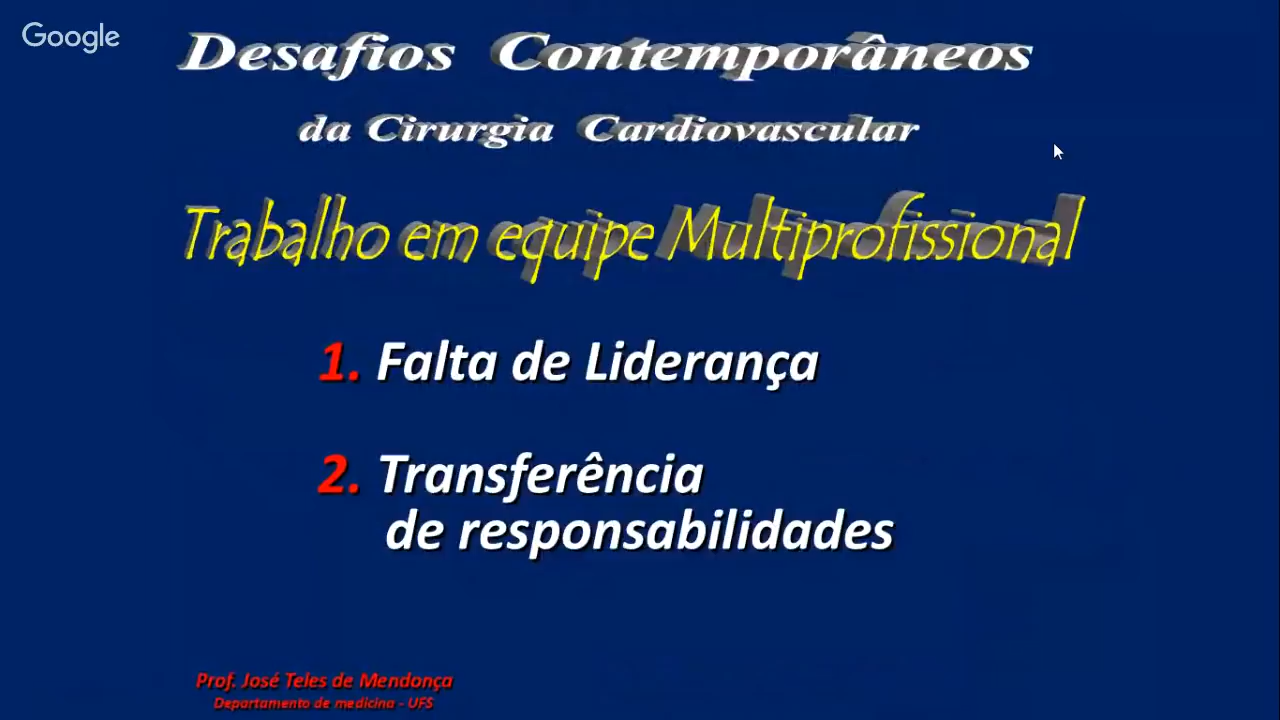 Google
Desafios Contemporâneos
da Cirurgia Cardiovascular
Trabalho em equipe Multiprofissional
1. Falta de Liderança
2. Transferência
de responsabilidades
Prof. José Teles de Mendonça
Departamento de medicina - UFS